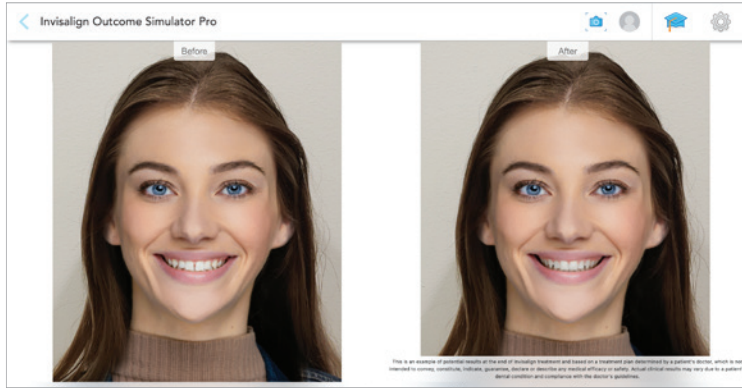 Invisalign Outcome Simulator Pro
Before
After
This is an example of potential results at the end of Invisalign treatment and based on a treatment plan determined by a patient's doctor, which is not
intended to convey, constitute, indicate, guarantee, declare or describe any medical efficacy or safety. Actual clinical results may vary due to a patient
dental condition and compliance with the doctor's guidelines.